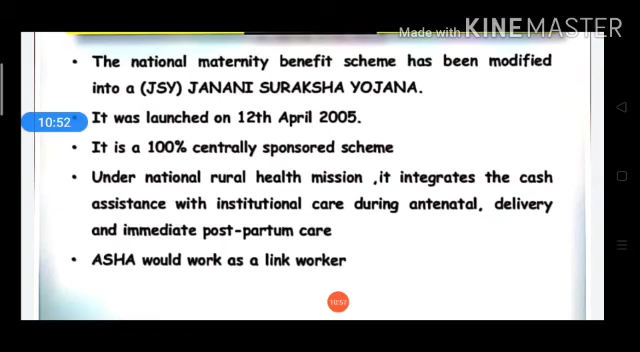 Made with KINEMASTER
• The national maternity benefit scheme has been modified
into a (JSY) JANANI SURAKSHA YOJANA.
10:52
• It was launched on 12th April 2005.
• It is a 100% centrally sponsored scheme
• Under national rural health mission ,it integrates the cash
assistance with institutional care during antenatal, delivery
and immediate post-partum care
• ASHA would work as a link worker
10:57